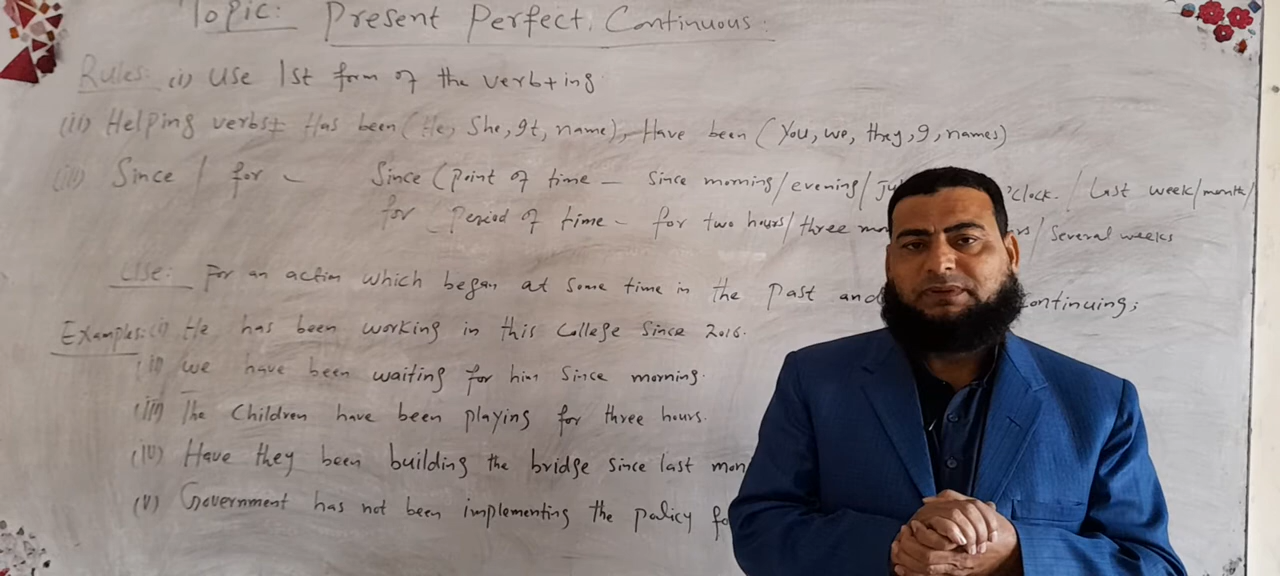 Topic: Present Perfect Continuous:
Rules: (i) Use 1st form of the verb+ing
(ii) Helping verbs± Has been (He, She, It, name), Have been (You, we, they, I, names)
(iii) Since / for – Since (Point of time – since morning/evening/ 'clock. / Last week/month/
for (Period of time – for two hours/three / several weeks
Use: For an action which began at some time in the past and continuing;
Examples:(i) He has been working in this College since 2016.
(ii) We have been waiting for him since morning.
(iii) The children have been playing for three hours.
(iv) Have they been building the bridge since last
(v) Government has not been implementing the policy